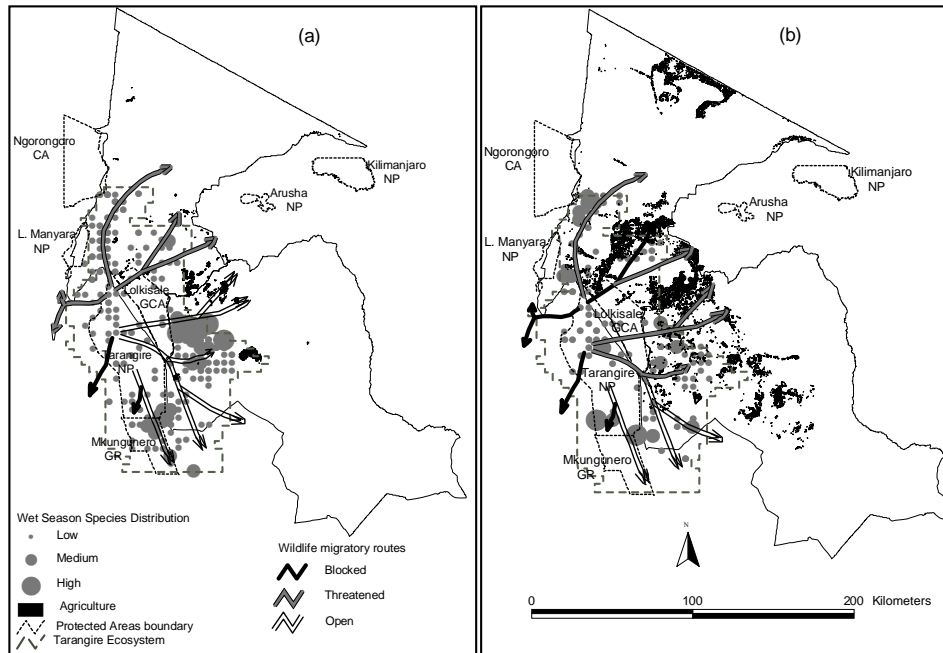 (a)
Ngorongoro
CA
Kilimanjaro
NP
Arusha
NP
L. Manyara
NP
Lolkisale
GCA
Tarangire
NP
Mkungunero
GR
Wet Season Species Distribution
Low
Medium
High
Agriculture
Protected Areas boundary
Tarangire Ecosystem
Wildlife migratory routes
Blocked
Threatened
Open
(b)
Ngorongoro
CA
Kilimanjaro
NP
Arusha
NP
L. Manyara
NP
Lolkisale
GCA
Tarangire
NP
Mkungunero
GR
N
0 100 200 Kilometers